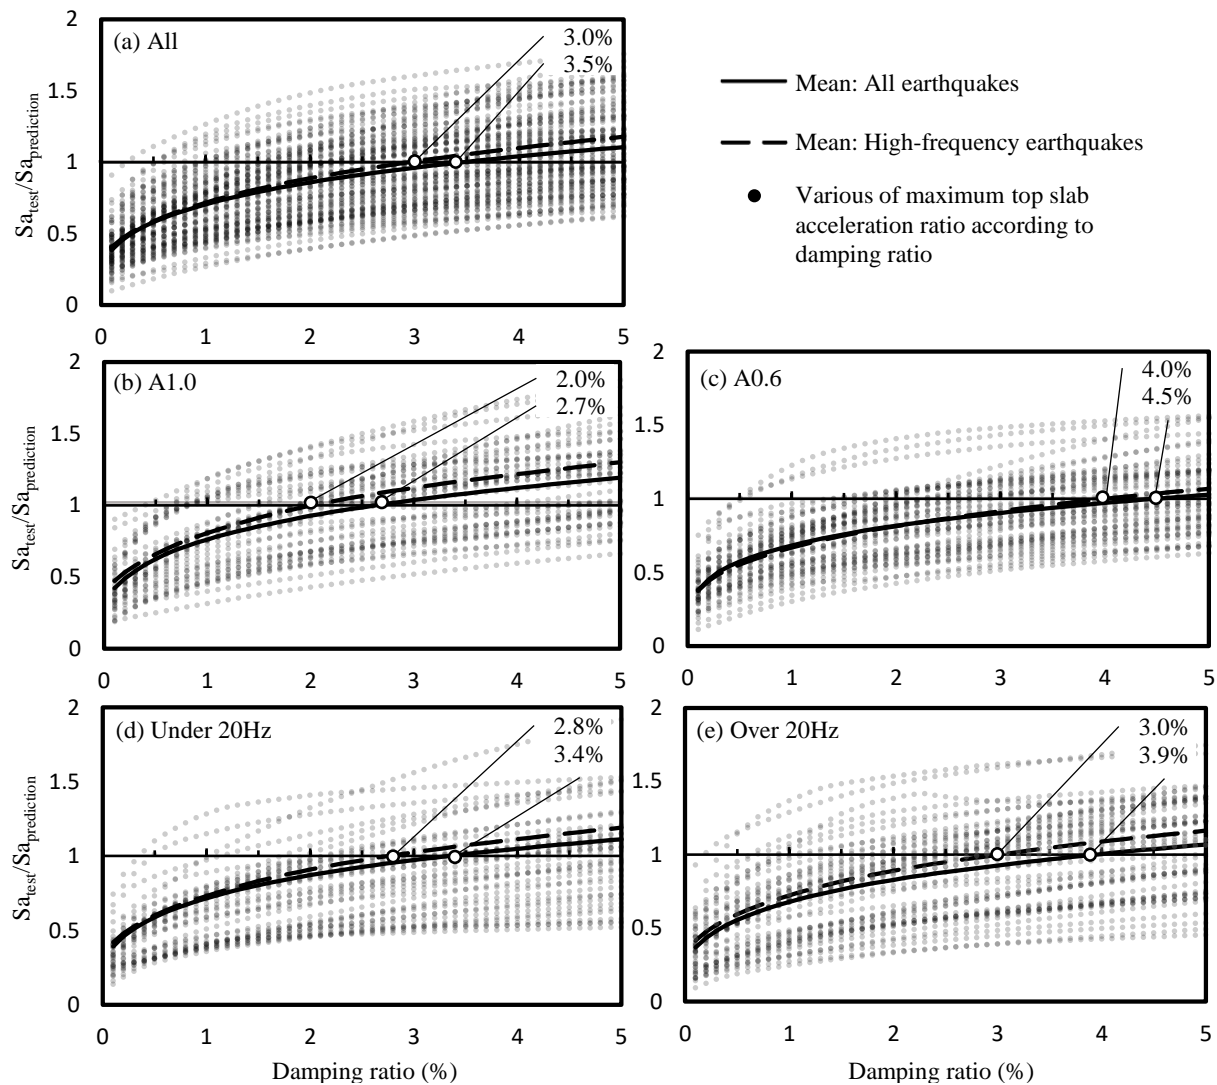 2
(a) All
3.0%
3.5%
1.5
1
0.5
0
Sa_test/Sa_prediction
0 1 2 3 4 5
Mean: All earthquakes
Mean: High-frequency earthquakes
Various of maximum top slab
acceleration ratio according to
damping ratio
2
(b) A1.0
2.0%
2.7%
1.5
1
0.5
0
Sa_test/Sa_prediction
0 1 2 3 4 5
2
(c) A0.6
4.0%
4.5%
1.5
1
0.5
0
0 1 2 3 4 5
2
(d) Under 20Hz
2.8%
3.4%
1.5
1
0.5
0
Sa_test/Sa_prediction
0 1 2 3 4 5
Damping ratio (%)
2
(e) Over 20Hz
3.0%
3.9%
1.5
1
0.5
0
0 1 2 3 4 5
Damping ratio (%)